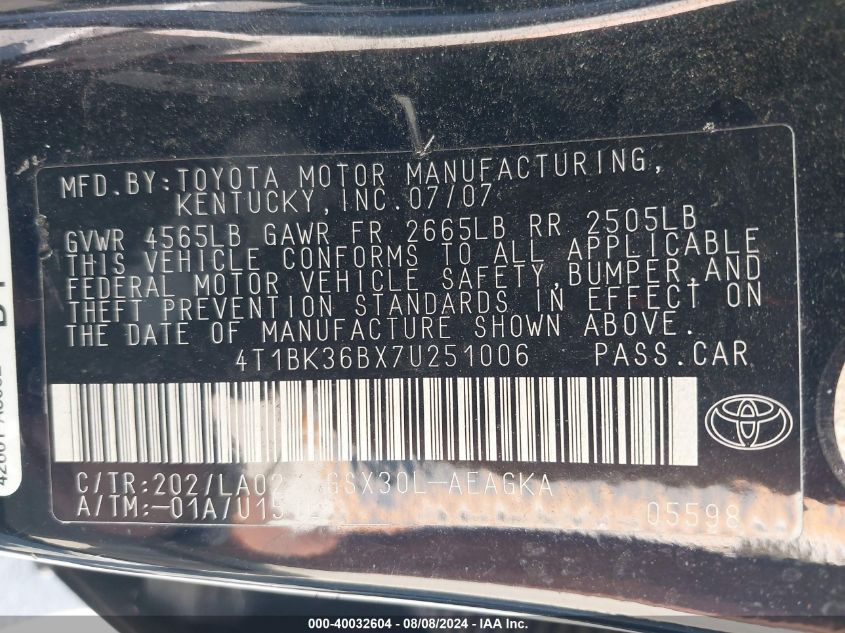 MFD.BY:TOYOTA MOTOR MANUFACTURING,
KENTUCKY,INC.07/07
GVWR 4565LB GAWR FR 2665LB RR 2505LB
THIS VEHICLE CONFORMS TO ALL APPLICABLE
FEDERAL MOTOR VEHICLE SAFETY,BUMPER,AND
THEFT PREVENTION STANDARDS IN EFFECT ON
THE DATE OF MANUFACTURE SHOWN ABOVE.
4T1BK36BX7U251006 PASS.CAR
C/TR:202/LA02 GSX30L-AEAGKA
A/TM:-01A/U15 05598
000-40032604 - 08/08/2024 - IAA Inc.